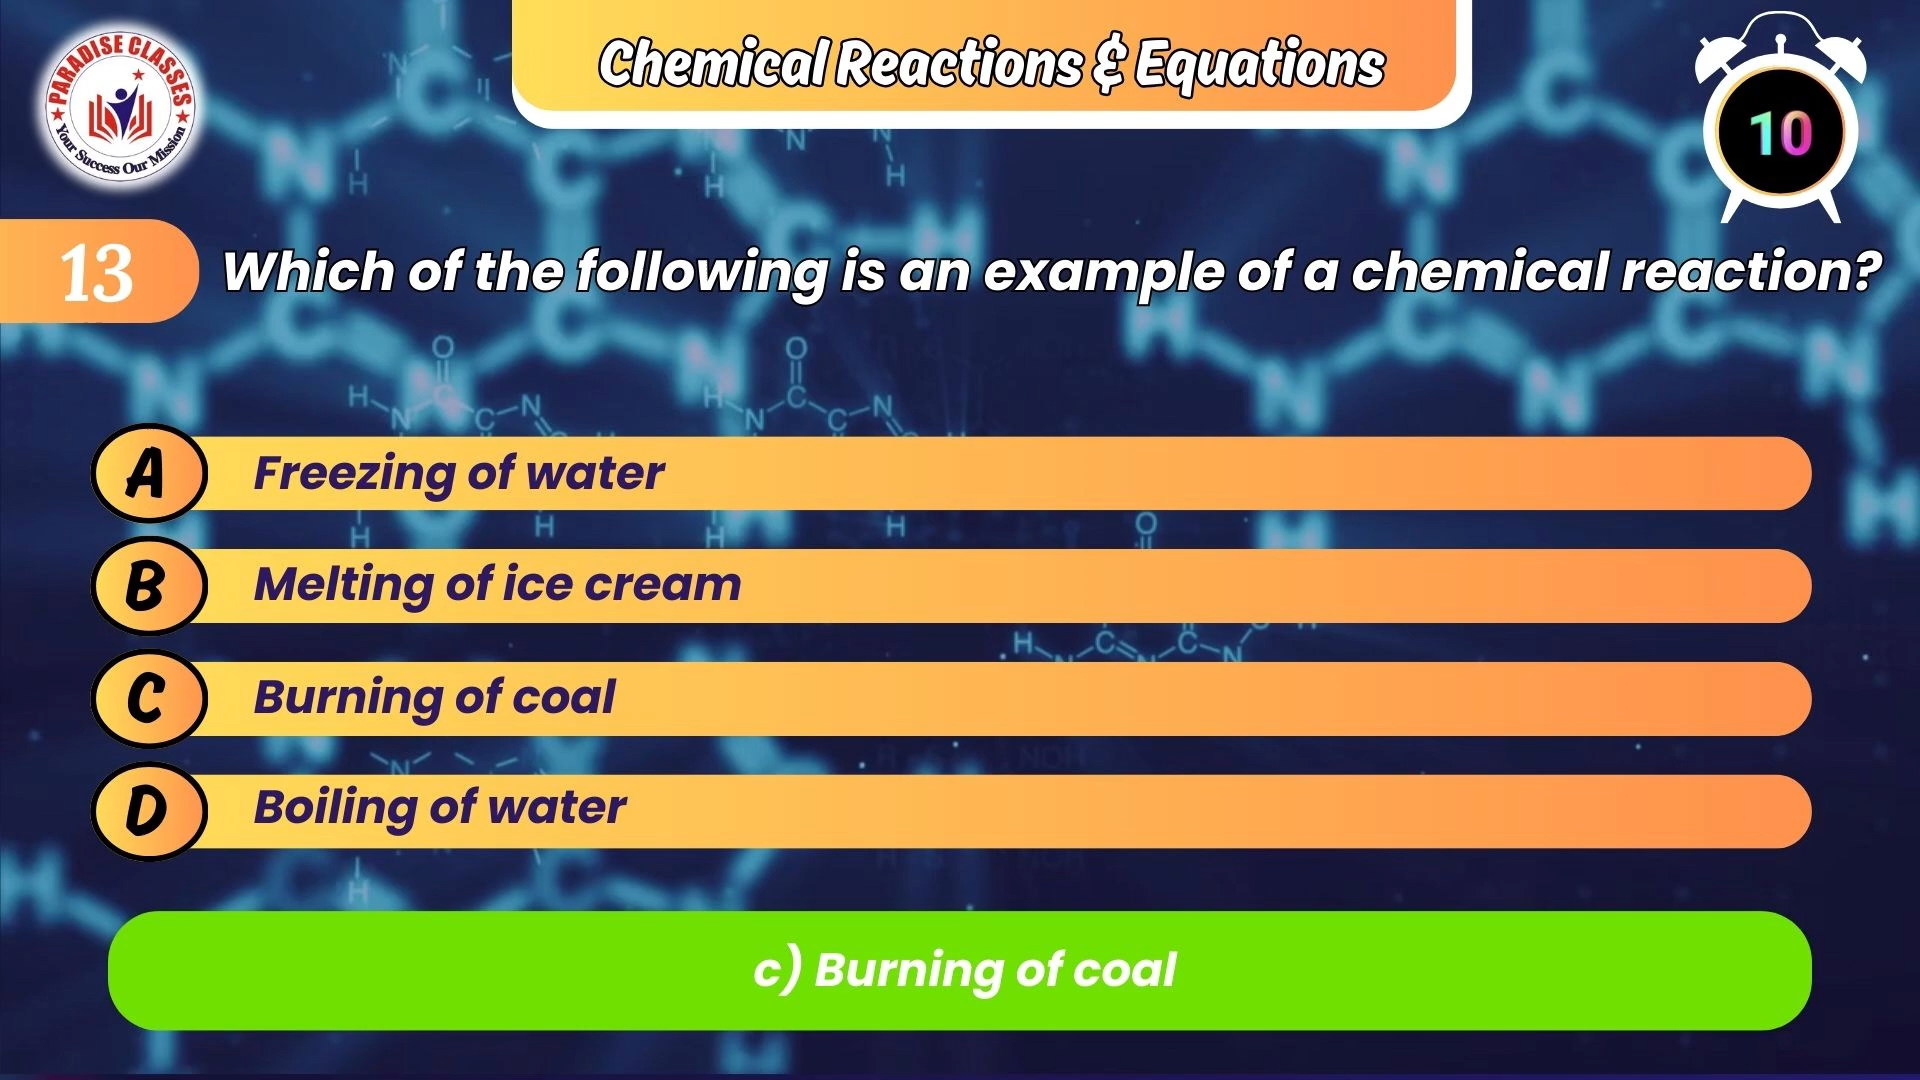 PARADISE CLASSES
Your Success Our Mission
Chemical Reactions & Equations
10
13
Which of the following is an example of a chemical reaction?
A
Freezing of water
B
Melting of ice cream
C
Burning of coal
D
Boiling of water
c) Burning of coal